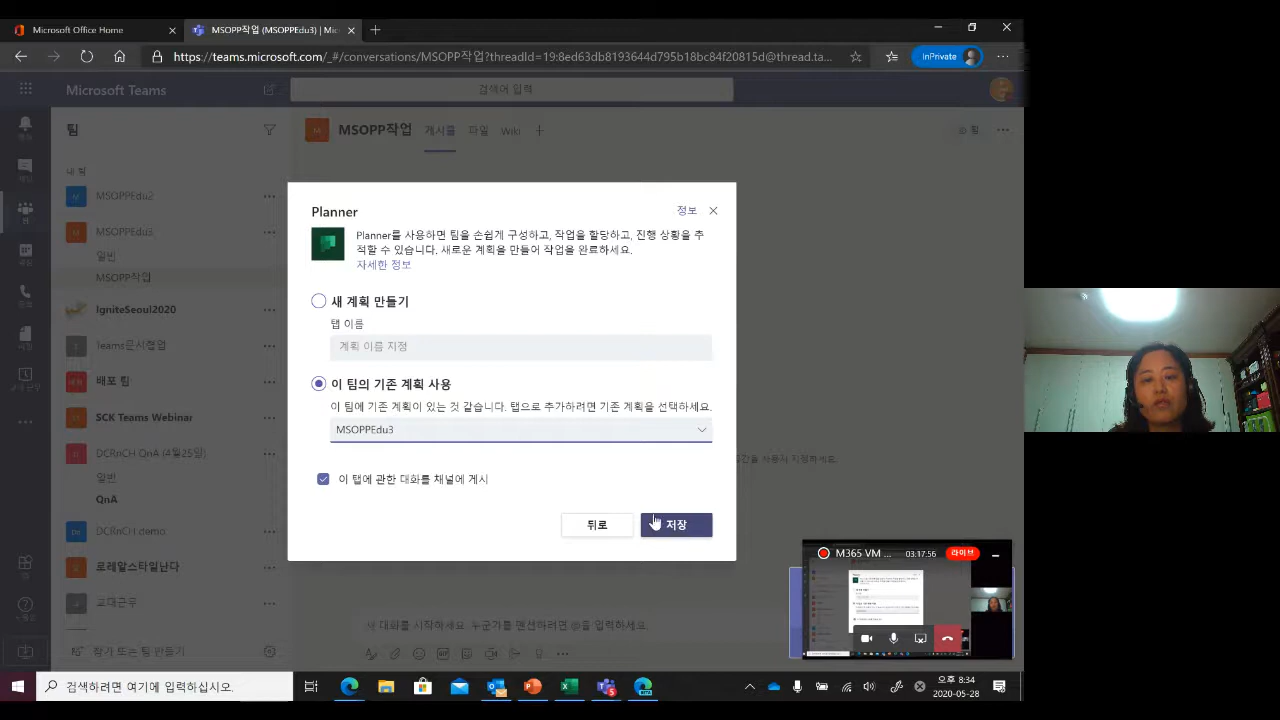 Microsoft Office Home
MSOPP작업 (MSOPPEdu3) | Mic
https://teams.microsoft.com/_#/conversations/MSOPP작업?threadId=19:8ed63db8193644d795b18bc84f20815d@thread.ta...
InPrivate
Microsoft Teams
검색어 입력
팀
M
MSOPP작업
게시물
파일
Wiki
팀
내 팀
MSOPPEdu2
MSOPPEdu3
일반
MSOPP작업
IgniteSeoul2020
Teams문서협업
배포 팀
SCK Teams Webinar
DCRnCH QnA (4월25일)
일반
QnA
DCRnCH demo
로레알스타일난다
교대근무
참가 또는 팀 만들기
Planner
정보
Planner를 사용하면 팀을 손쉽게 구성하고, 작업을 할당하고, 진행 상황을 추
적할 수 있습니다. 새로운 계획을 만들어 작업을 완료하세요.
자세한 정보
새 계획 만들기
탭 이름
계획 이름 지정
이 팀의 기존 계획 사용
이 팀에 기존 계획이 있는 것 같습니다. 탭으로 추가하려면 기존 계획을 선택하세요.
MSOPPEdu3
이 탭에 관한 대화를 채널에 게시
뒤로
저장
사용자 지정하세요.
새 대화를 시작하세요. 누군가를 맨션하려면 @을 입력하세요.
M365 VM ...
03:17:56
라이브
검색하려면 여기에 입력하십시오.
오후 8:34
2020-05-28